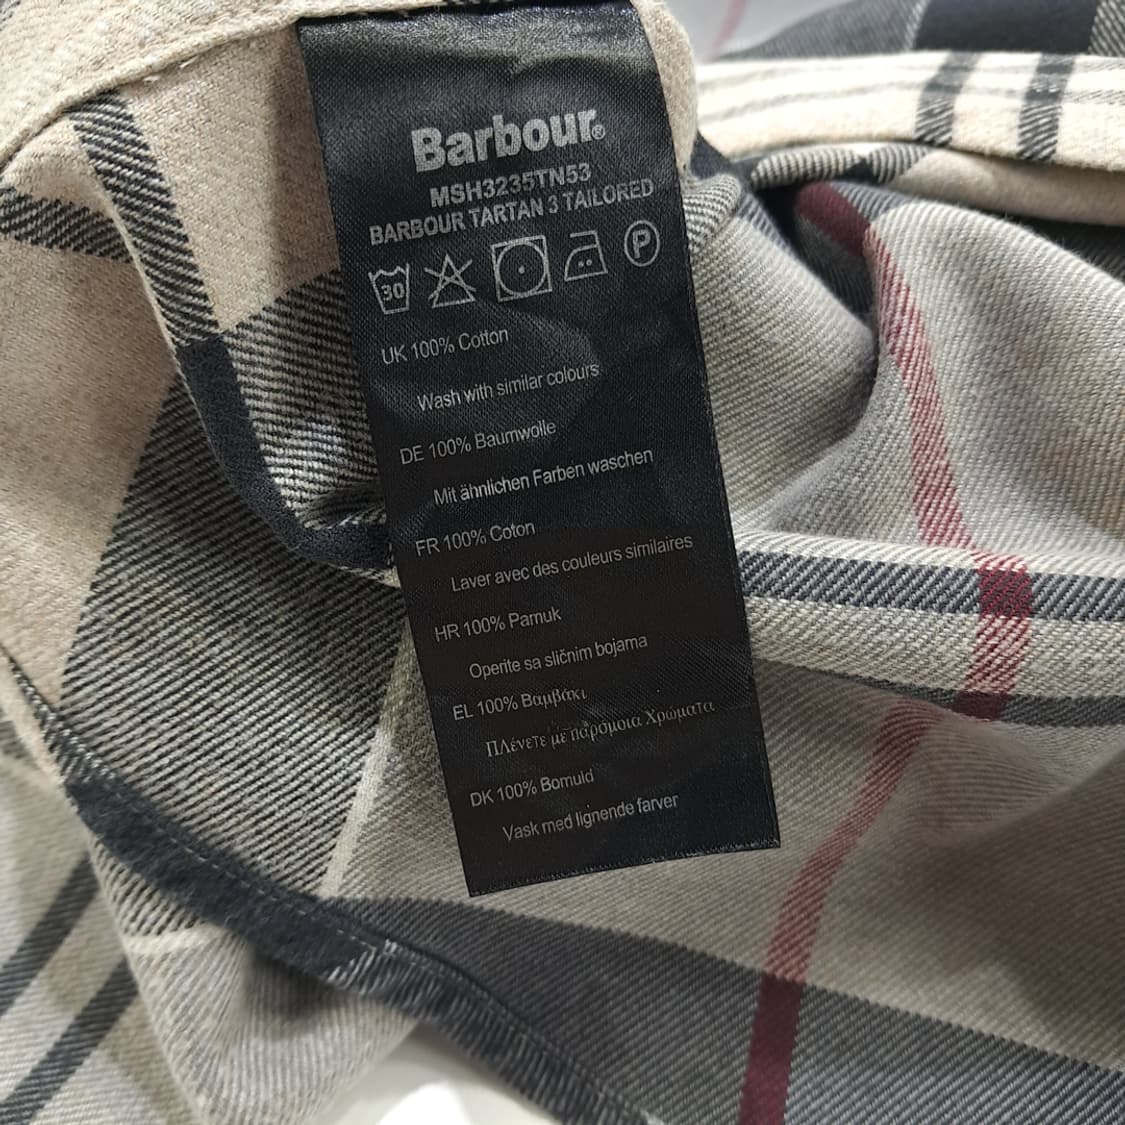 Barbour®
MSH3235TN53
BARBOUR TARTAN 3 TAILORED
30 P
UK 100% Cotton
Wash with similar colours
DE 100% Baumwolle
Mit ähnlichen Farben waschen
FR 100% Coton
Laver avec des couleurs similaires
HR 100% Pamuk
Operite sa sličnim bojama
EL 100% Βαμβάκι
Πλένετε με παρόμοια Χρώματα
DK 100% Bomuld
Vask med lignende farver